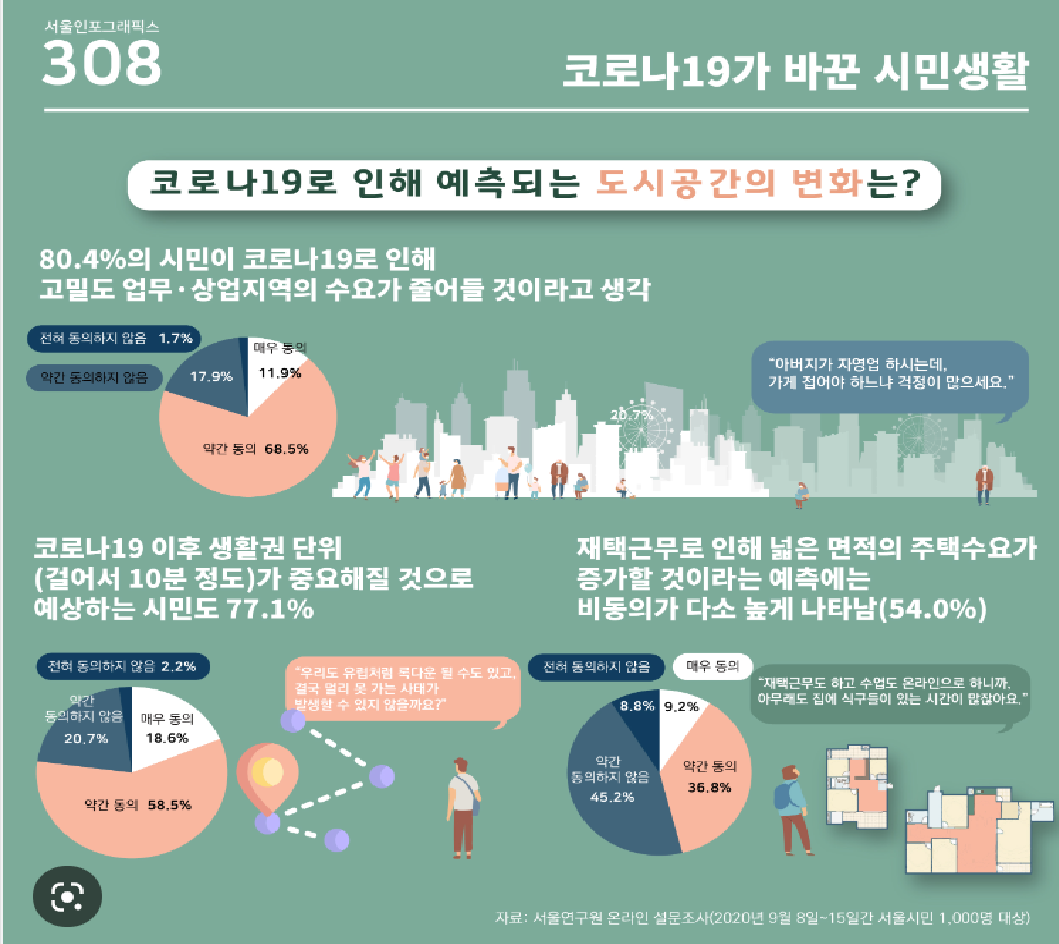 서울인포그래픽스
308
코로나19가 바꾼 시민생활
코로나19로 인해 예측되는 도시공간의 변화는?
80.4%의 시민이 코로나19로 인해
고밀도 업무·상업지역의 수요가 줄어들 것이라고 생각
전혀 동의하지 않음 1.7%
약간 동의하지 않음
17.9%
매우 동의
11.9%
약간 동의 68.5%
20.7%
"아버지가 자영업 하시는데,
가게 접어야 하느냐 걱정이 많으세요."
코로나19 이후 생활권 단위
(걸어서 10분 정도)가 중요해질 것으로
예상하는 시민도 77.1%
전혀 동의하지 않음 2.2%
약간
동의하지 않음
20.7%
매우 동의
18.6%
약간 동의 58.5%
"우리도 유럽처럼 록다운 될 수도 있고,
결국 멀리 못 가는 사태가
발생할 수 있지 않을까요?"
재택근무로 인해 넓은 면적의 주택수요가
증가할 것이라는 예측에는
비동의가 다소 높게 나타남(54.0%)
전혀 동의하지 않음
8.8%
매우 동의
9.2%
약간
동의하지 않음
45.2%
약간 동의
36.8%
"재택근무도 하고 수업도 온라인으로 하니까,
아무래도 집에 식구들이 있는 시간이 많잖아요."
자료: 서울연구원 온라인 설문조사(2020년 9월 8일~15일간 서울시민 1,000명 대상)